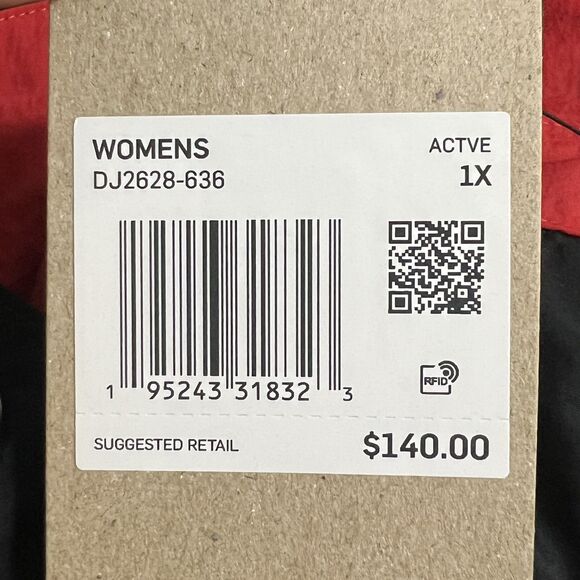 WOMENS
ACTVE
DJ2628-636
1X
RFID
1 95243 31832 3
SUGGESTED RETAIL
$140.00